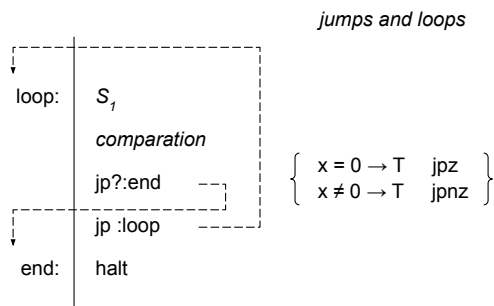 jumps and loops
loop: S1
comparation
jp?:end
x = 0 → T jpz
x ≠ 0 → T jpnz
jp :loop
end: halt